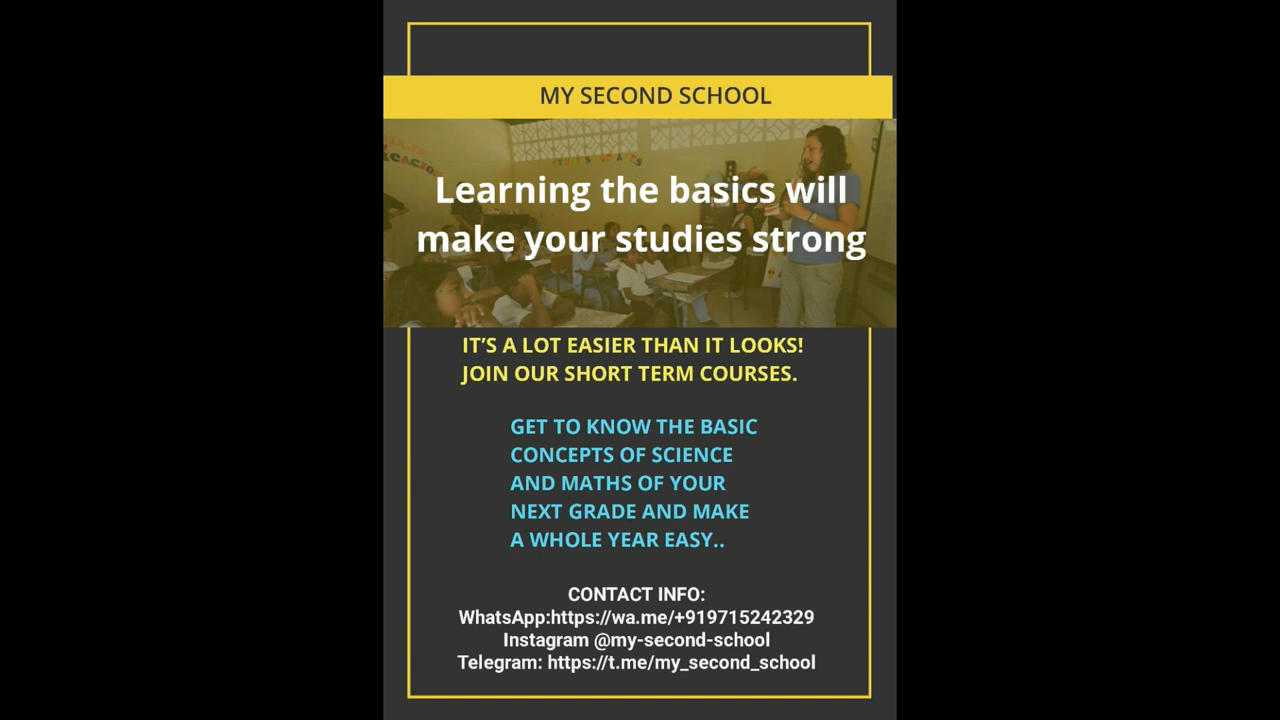 MY SECOND SCHOOL
Learning the basics will
make your studies strong
IT’S A LOT EASIER THAN IT LOOKS!
JOIN OUR SHORT TERM COURSES.
GET TO KNOW THE BASIC
CONCEPTS OF SCIENCE
AND MATHS OF YOUR
NEXT GRADE AND MAKE
A WHOLE YEAR EASY..
CONTACT INFO:
WhatsApp:https://wa.me/+919715242329
Instagram @my-second-school
Telegram: https://t.me/my_second_school